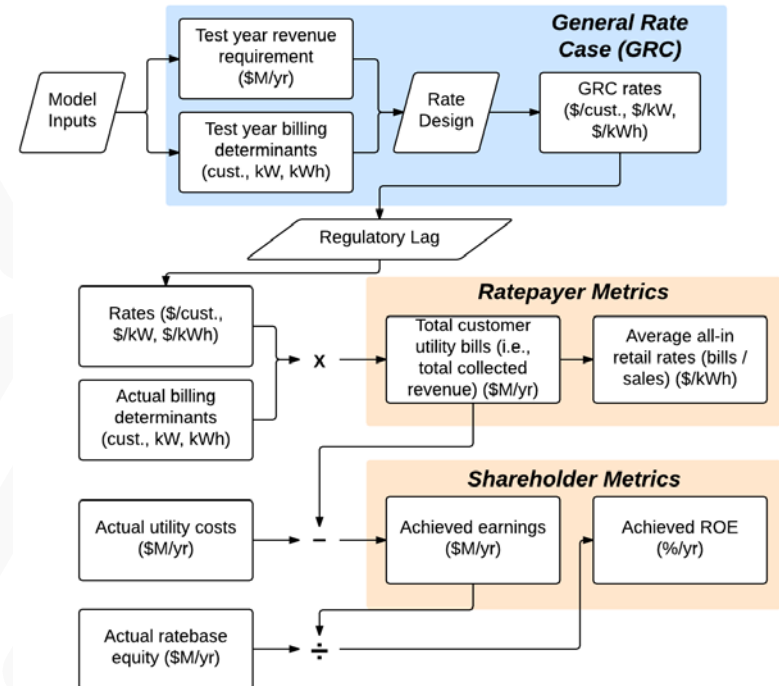 General Rate
Case (GRC)
Test year revenue
requirement
($M/yr)
Model
Inputs
Test year billing
determinants
(cust., kW, kWh)
Rate
Design
GRC rates
($/cust., $/kW,
$/kWh)
Regulatory Lag
Rates ($/cust.,
$/kW, $/kWh)
Actual billing
determinants
(cust., kW, kWh)
x
Ratepayer Metrics
Total customer
utility bills (i.e.,
total collected
revenue) ($M/yr)
Average all-in
retail rates (bills /
sales) ($/kWh)
Shareholder Metrics
Actual utility costs
($M/yr)
–
Achieved earnings
($M/yr)
Achieved ROE
(%/yr)
Actual ratebase
equity ($M/yr)
÷